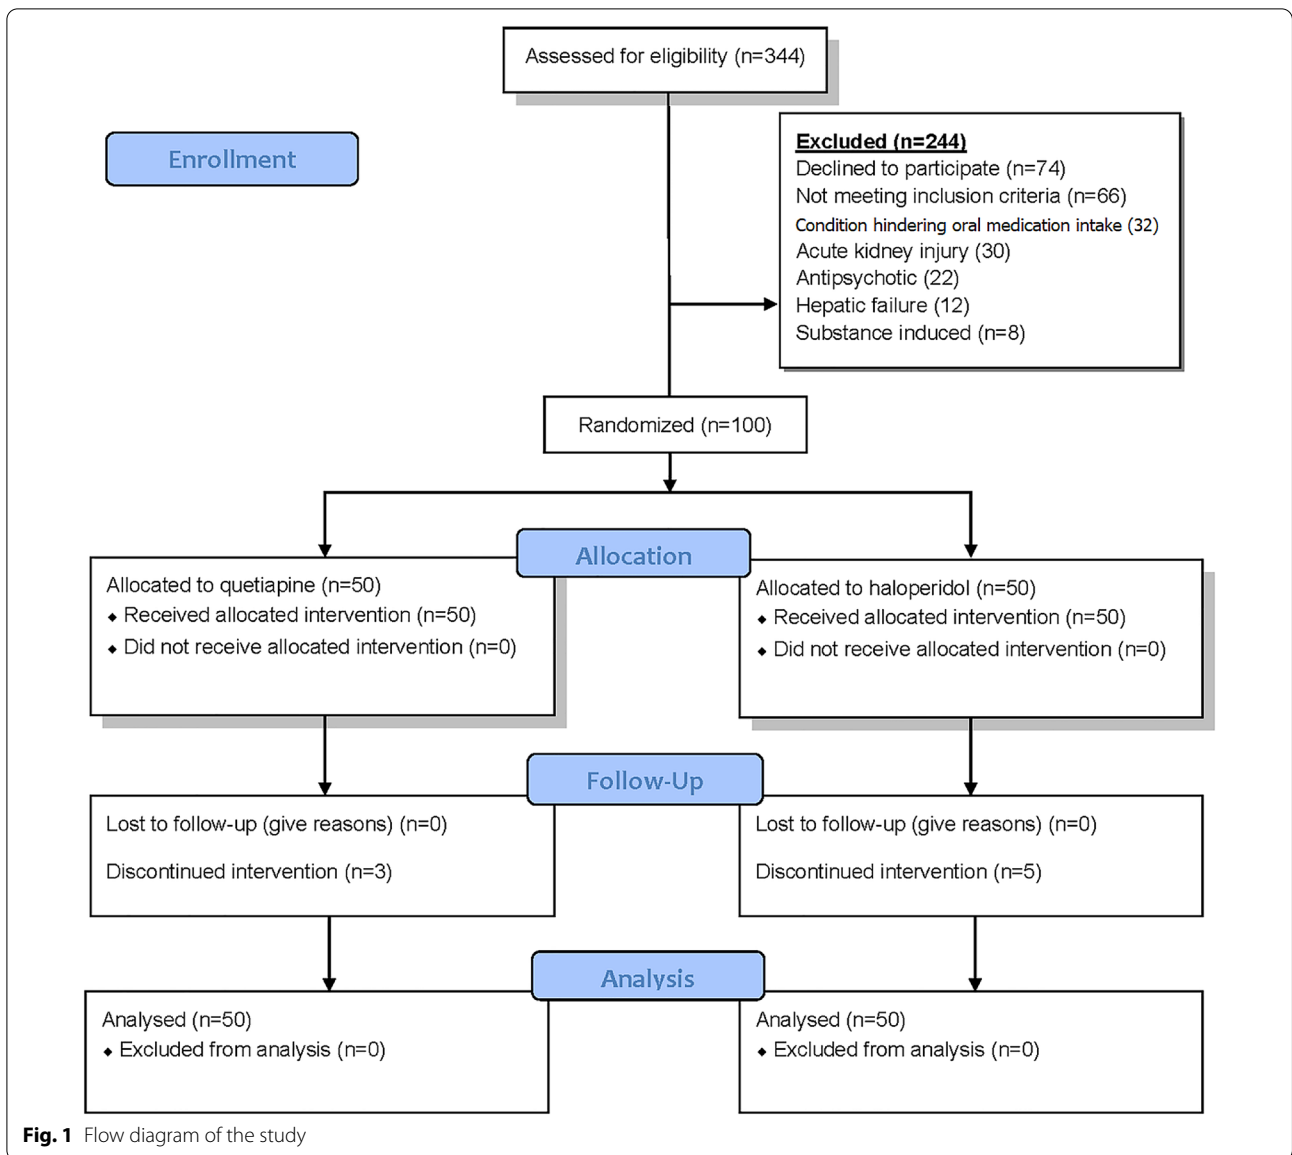 Assessed for eligibility (n=344)
Enrollment
Excluded (n=244)
Declined to participate (n=74)
Not meeting inclusion criteria (n=66)
Condition hindering oral medication intake (32)
Acute kidney injury (30)
Antipsychotic (22)
Hepatic failure (12)
Substance induced (n=8)
Randomized (n=100)
Allocation
Allocated to quetiapine (n=50)
◆ Received allocated intervention (n=50)
◆ Did not receive allocated intervention (n=0)
Allocated to haloperidol (n=50)
◆ Received allocated intervention (n=50)
◆ Did not receive allocated intervention (n=0)
Follow-Up
Lost to follow-up (give reasons) (n=0)
Discontinued intervention (n=3)
Lost to follow-up (give reasons) (n=0)
Discontinued intervention (n=5)
Analysis
Analysed (n=50)
◆ Excluded from analysis (n=0)
Analysed (n=50)
◆ Excluded from analysis (n=0)
Fig. 1 Flow diagram of the study